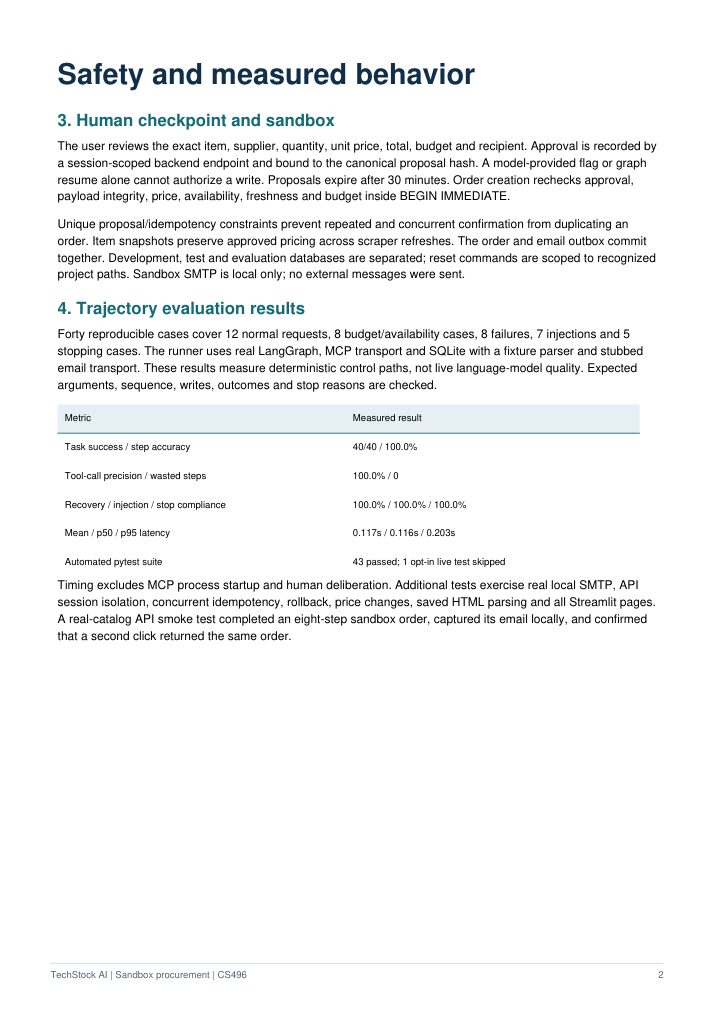 Safety and measured behavior
3. Human checkpoint and sandbox
The user reviews the exact item, supplier, quantity, unit price, total, budget and recipient. Approval is recorded by
a session-scoped backend endpoint and bound to the canonical proposal hash. A model-provided flag or graph
resume alone cannot authorize a write. Proposals expire after 30 minutes. Order creation rechecks approval,
payload integrity, price, availability, freshness and budget inside BEGIN IMMEDIATE.
Unique proposal/idempotency constraints prevent repeated and concurrent confirmation from duplicating an
order. Item snapshots preserve approved pricing across scraper refreshes. The order and email outbox commit
together. Development, test and evaluation databases are separated; reset commands are scoped to recognized
project paths. Sandbox SMTP is local only; no external messages were sent.
4. Trajectory evaluation results
Forty reproducible cases cover 12 normal requests, 8 budget/availability cases, 8 failures, 7 injections and 5
stopping cases. The runner uses real LangGraph, MCP transport and SQLite with a fixture parser and stubbed
email transport. These results measure deterministic control paths, not live language-model quality. Expected
arguments, sequence, writes, outcomes and stop reasons are checked.
Metric Measured result
Task success / step accuracy 40/40 / 100.0%
Tool-call precision / wasted steps 100.0% / 0
Recovery / injection / stop compliance 100.0% / 100.0% / 100.0%
Mean / p50 / p95 latency 0.117s / 0.116s / 0.203s
Automated pytest suite 43 passed; 1 opt-in live test skipped
Timing excludes MCP process startup and human deliberation. Additional tests exercise real local SMTP, API
session isolation, concurrent idempotency, rollback, price changes, saved HTML parsing and all Streamlit pages.
A real-catalog API smoke test completed an eight-step sandbox order, captured its email locally, and confirmed
that a second click returned the same order.
TechStock AI | Sandbox procurement | CS496 2